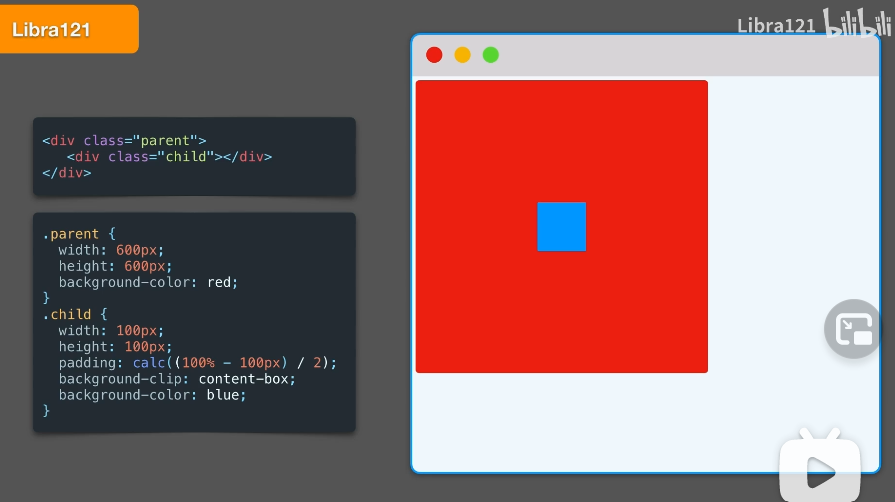 Libra121
Libra121 bilibili
<div class="parent">
<div class="child"></div>
</div>
.parent {
width: 600px;
height: 600px;
background-color: red;
}
.child {
width: 100px;
height: 100px;
padding: calc((100% - 100px) / 2);
background-clip: content-box;
background-color: blue;
}